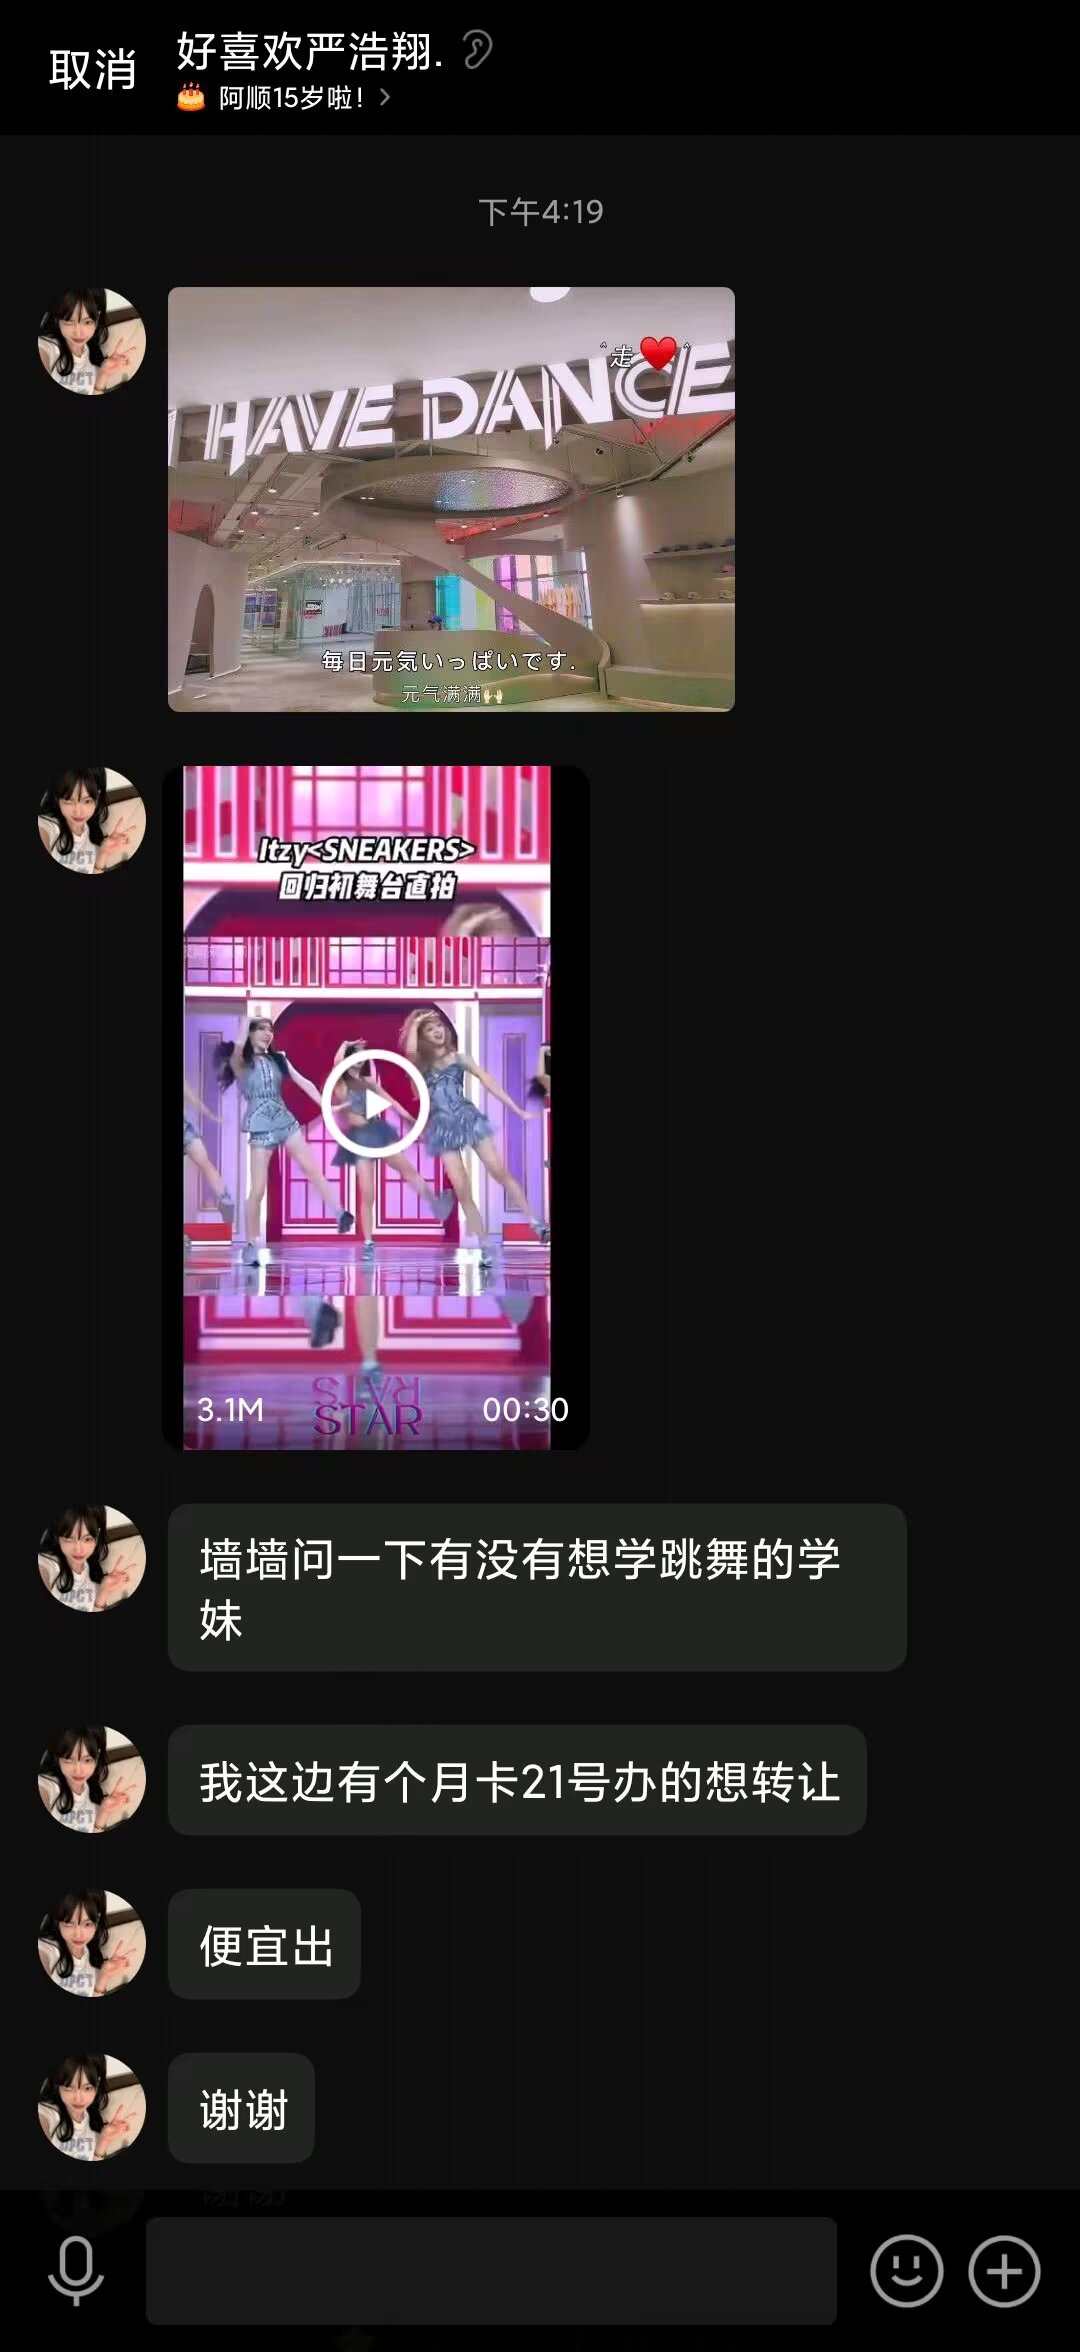 取消
好喜欢严浩翔.
🎂 阿顺15岁啦！
下午4:19
^走❤^
I HAVE DANCE
毎日元気いっぱいです.
元气满满🙌
Itzy<SNEAKERS>
回归初舞台直拍
STAR
STAR
3.1M
00:30
墙墙问一下有没有想学跳舞的学
妹
我这边有个月卡21号办的想转让
便宜出
谢谢